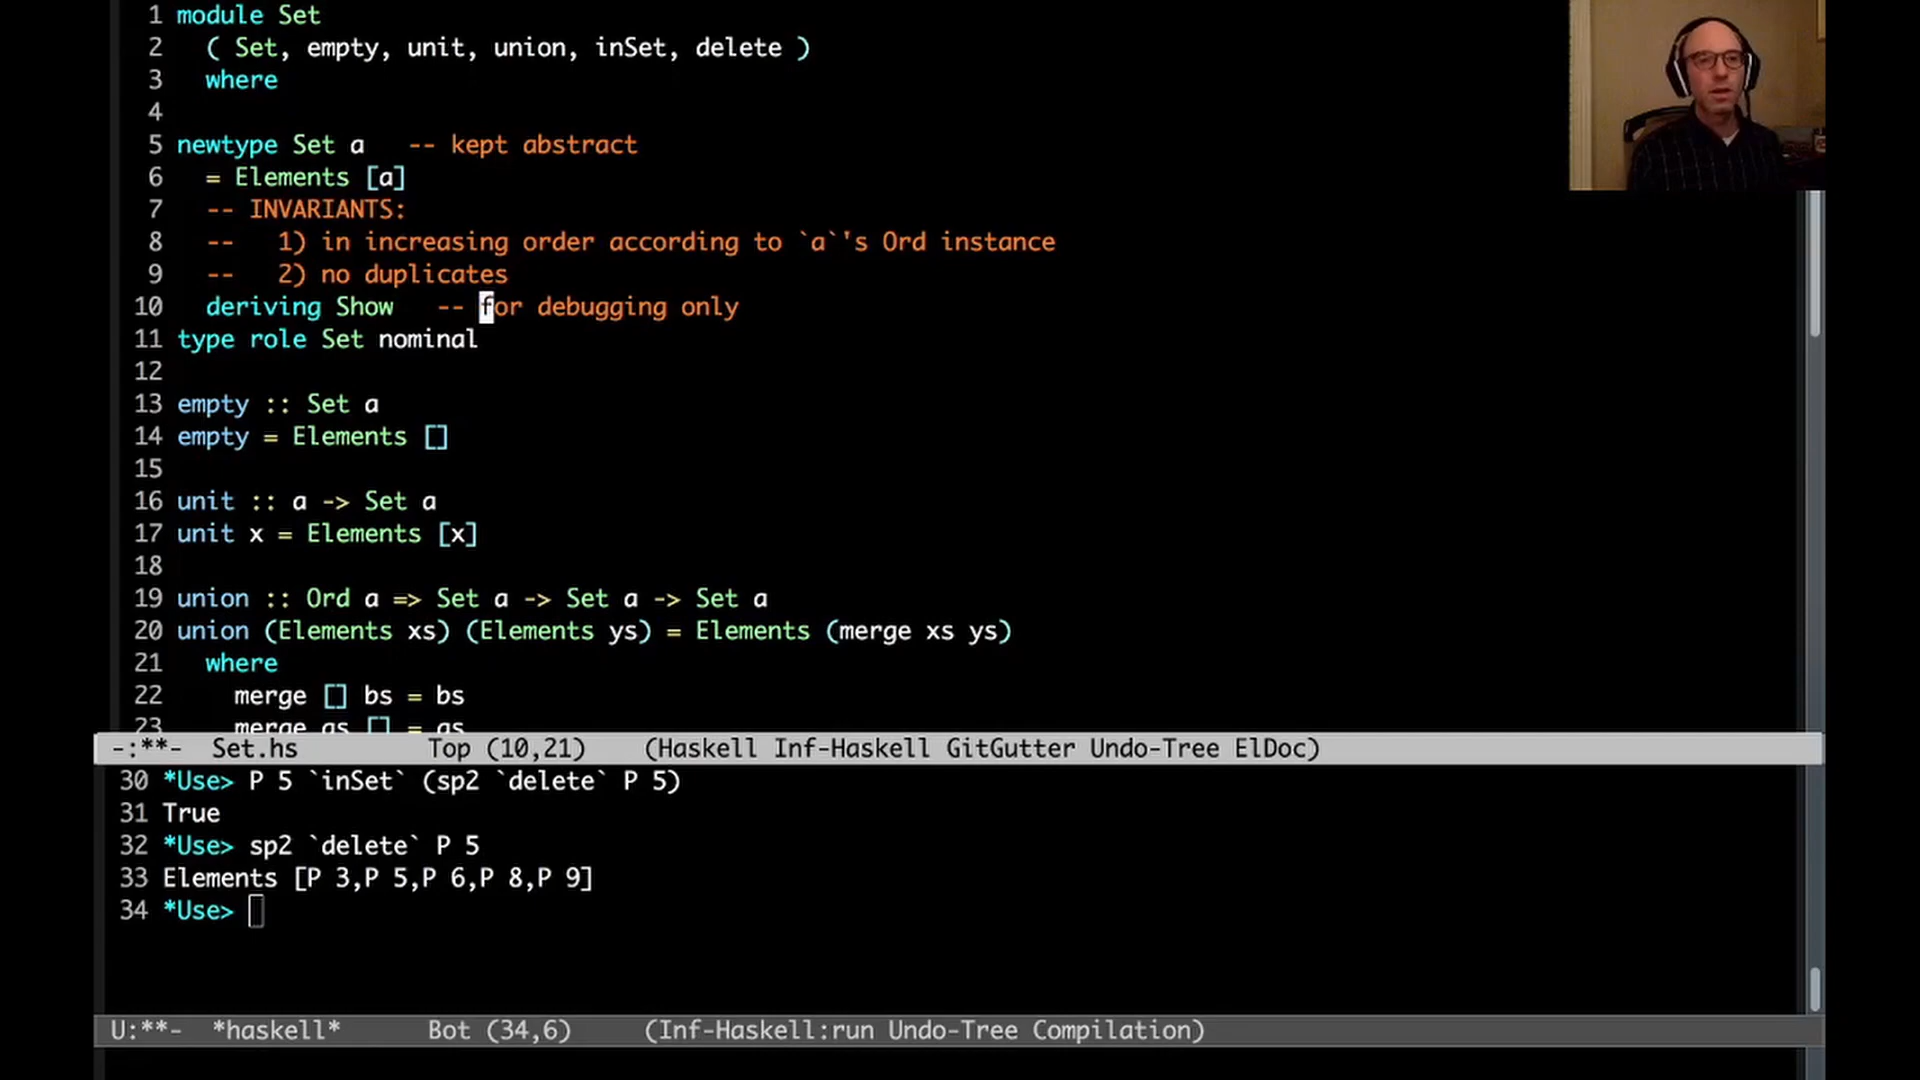 1 module Set
2 ( Set, empty, unit, union, inSet, delete )
3 where
4
5 newtype Set a -- kept abstract
6 = Elements [a]
7 -- INVARIANTS:
8 -- 1) in increasing order according to `a`'s Ord instance
9 -- 2) no duplicates
10 deriving Show -- for debugging only
11 type role Set nominal
12
13 empty :: Set a
14 empty = Elements []
15
16 unit :: a -> Set a
17 unit x = Elements [x]
18
19 union :: Ord a => Set a -> Set a -> Set a
20 union (Elements xs) (Elements ys) = Elements (merge xs ys)
21 where
22 merge [] bs = bs
23 merge as [] = as
-:**- Set.hs Top (10,21) (Haskell Inf-Haskell GitGutter Undo-Tree ElDoc)
30 *Use> P 5 `inSet` (sp2 `delete` P 5)
31 True
32 *Use> sp2 `delete` P 5
33 Elements [P 3,P 5,P 6,P 8,P 9]
34 *Use>
U:**- *haskell* Bot (34,6) (Inf-Haskell:run Undo-Tree Compilation)